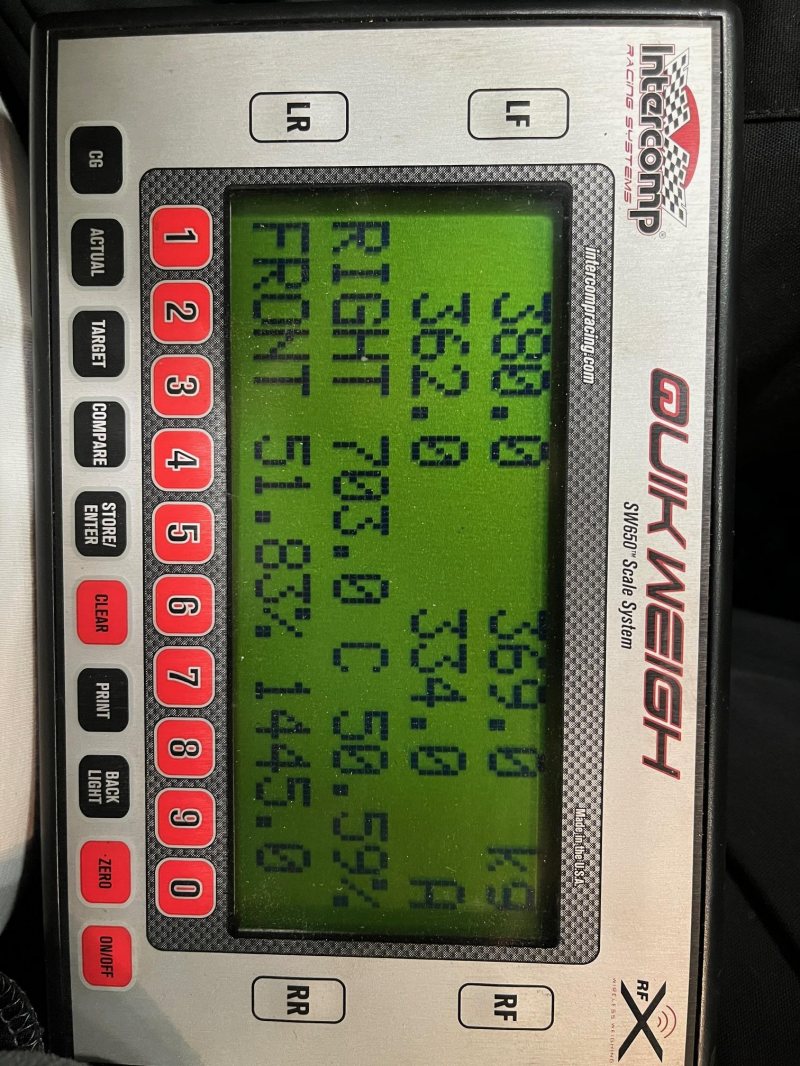 Intercomp®
RACING SYSTEMS
QUIK WEIGH
SW650™ Scale System
RFX
WIRELESS WEIGHING
intercompracing.com
Made in the U.S.A.
LF
RF
LR
RR
380.0 369.0 kg
362.0 334.0 A
RIGHT 703.0 C 50.59%
FRONT 51.83% 1445.0
1 2 3 4 5 6 7 8 9 0
CG ACTUAL TARGET COMPARE STORE/ENTER CLEAR PRINT BACK LIGHT ZERO ON/OFF